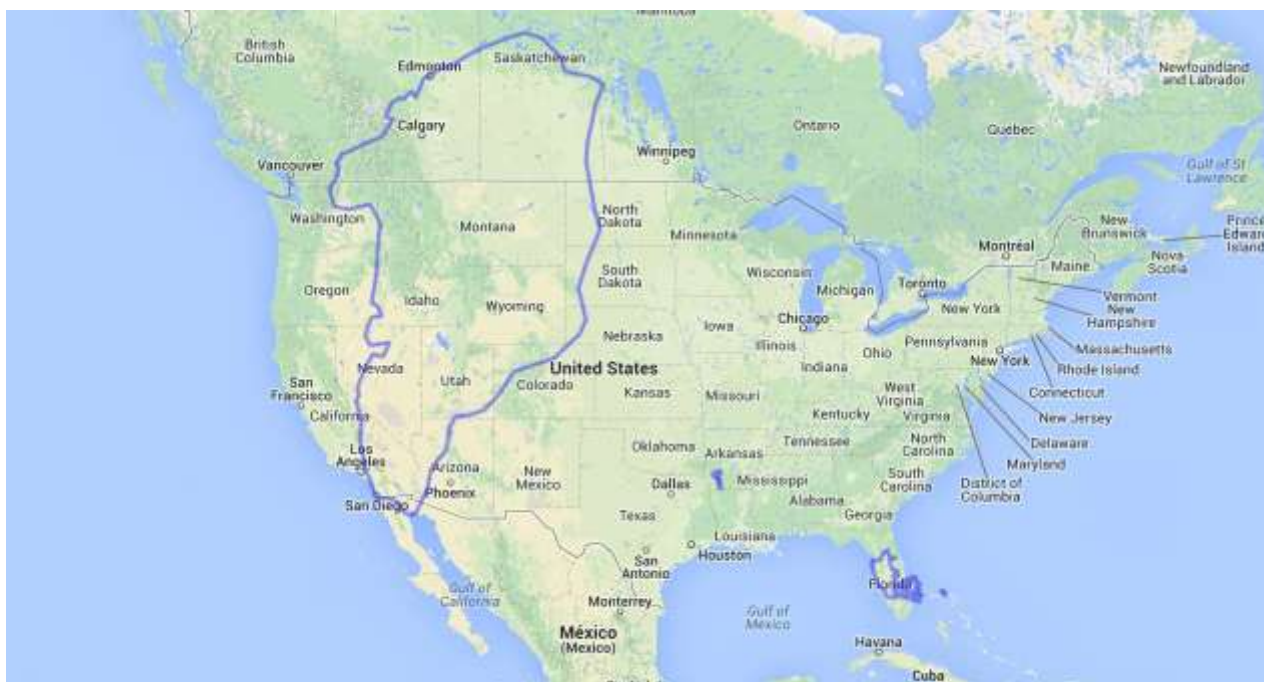 Manitoba
British
Columbia
Edmonton
Saskatchewan
Newfoundland
and Labrador
Calgary
Ontario
Québec
Vancouver
Winnipeg
Gulf of St
Lawrence
Washington
Montana
North
Dakota
Minnesota
Montréal
New
Brunswick
Prince
Edward
Island
Nova
Scotia
Maine
Oregon
Idaho
Wyoming
South
Dakota
Wisconsin
Michigan
Toronto
Vermont
New York
New
Hampshire
Nebraska
Iowa
Chicago
Illinois
Ohio
Pennsylvania
New York
Massachusetts
Rhode Island
Nevada
Utah
Colorado
United States
Indiana
Connecticut
San
Francisco
California
Kansas
Missouri
West
Virginia
Virginia
Kentucky
New Jersey
Delaware
Maryland
District of
Columbia
Los
Angeles
Arizona
Phoenix
New
Mexico
Oklahoma
Arkansas
Tennessee
North
Carolina
San Diego
Dallas
Mississippi
South
Carolina
Alabama
Georgia
Texas
Louisiana
Houston
San
Antonio
Florida
Gulf of
California
Monterrey
Gulf of
Mexico
México
(Mexico)
Havana
Cuba